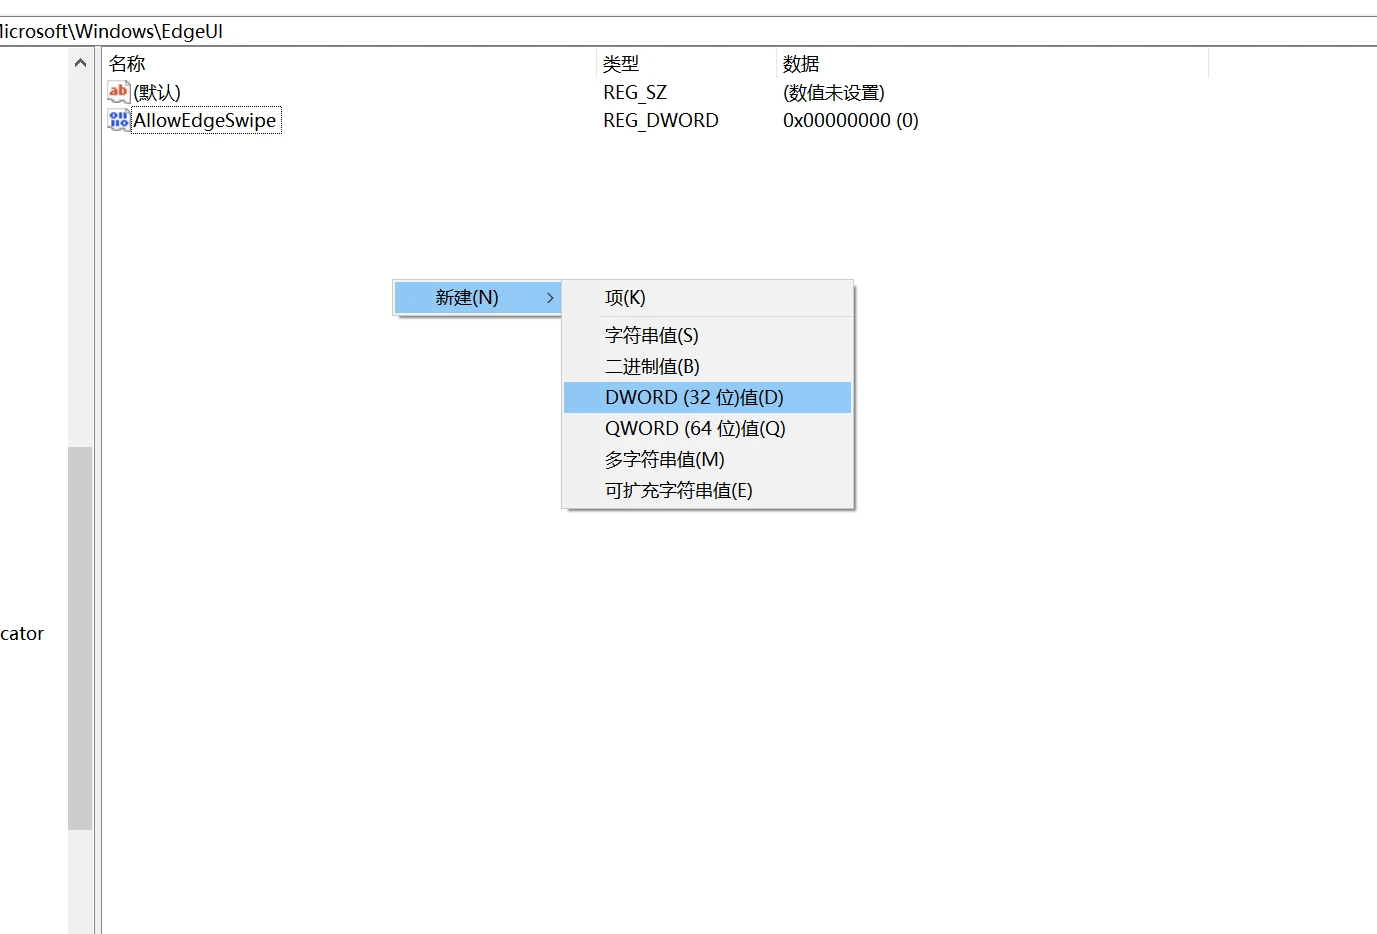 licrosoft\Windows\EdgeUI
名称 类型 数据
(默认) REG_SZ (数值未设置)
AllowEdgeSwipe REG_DWORD 0x00000000 (0)
新建(N)
项(K)
字符串值(S)
二进制值(B)
DWORD (32 位)值(D)
QWORD (64 位)值(Q)
多字符串值(M)
可扩充字符串值(E)
cator